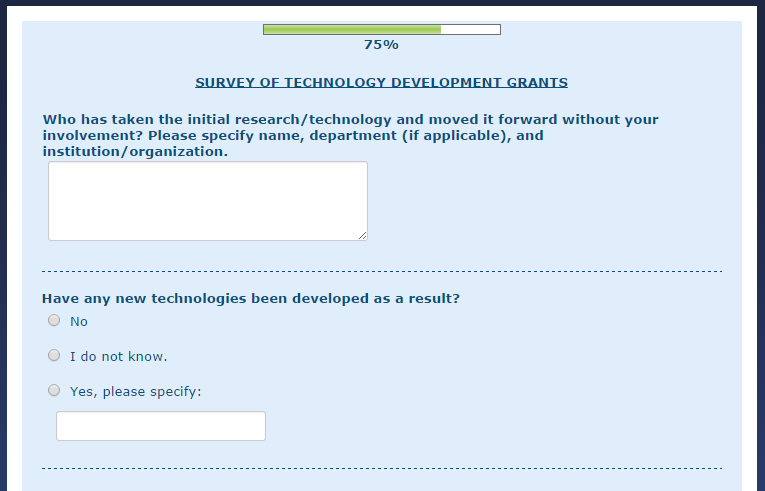 75%
SURVEY OF TECHNOLOGY DEVELOPMENT GRANTS
Who has taken the initial research/technology and moved it forward without your
involvement? Please specify name, department (if applicable), and
institution/organization.
Have any new technologies been developed as a result?
No
I do not know.
Yes, please specify: